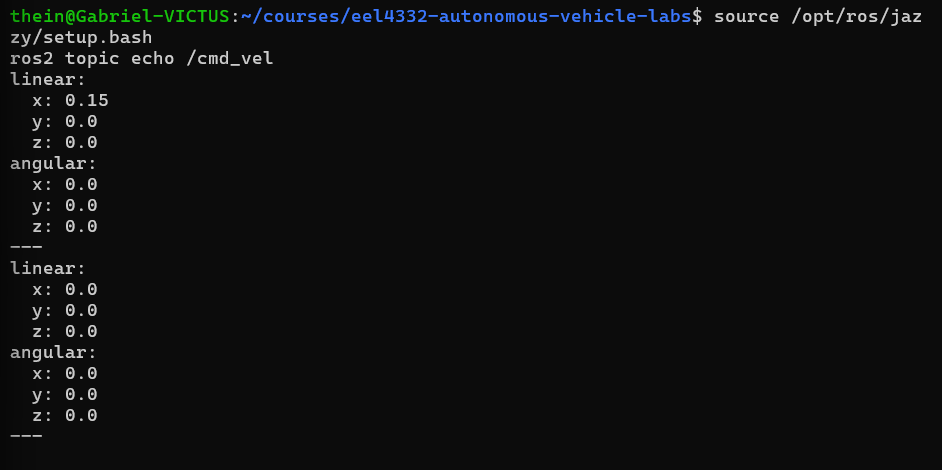 thein@Gabriel-VICTUS:~/courses/eel4332-autonomous-vehicle-labs$ source /opt/ros/jaz
zy/setup.bash
ros2 topic echo /cmd_vel
linear:
  x: 0.15
  y: 0.0
  z: 0.0
angular:
  x: 0.0
  y: 0.0
  z: 0.0
---
linear:
  x: 0.0
  y: 0.0
  z: 0.0
angular:
  x: 0.0
  y: 0.0
  z: 0.0
---